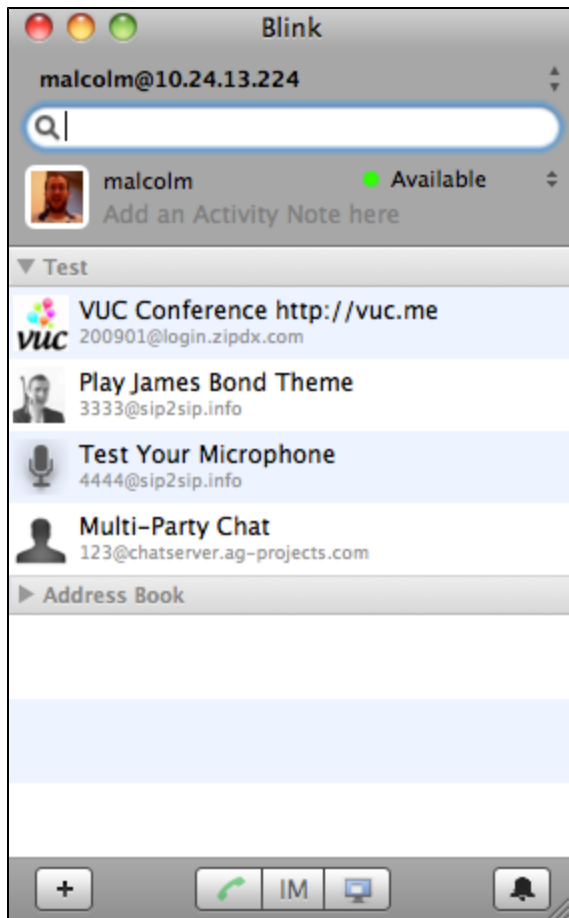 Blink
malcolm@10.24.13.224
malcolm
Available
Add an Activity Note here
Test
vuc
VUC Conference http://vuc.me
200901@login.zipdx.com
Play James Bond Theme
3333@sip2sip.info
Test Your Microphone
4444@sip2sip.info
Multi-Party Chat
123@chatserver.ag-projects.com
Address Book
+
IM